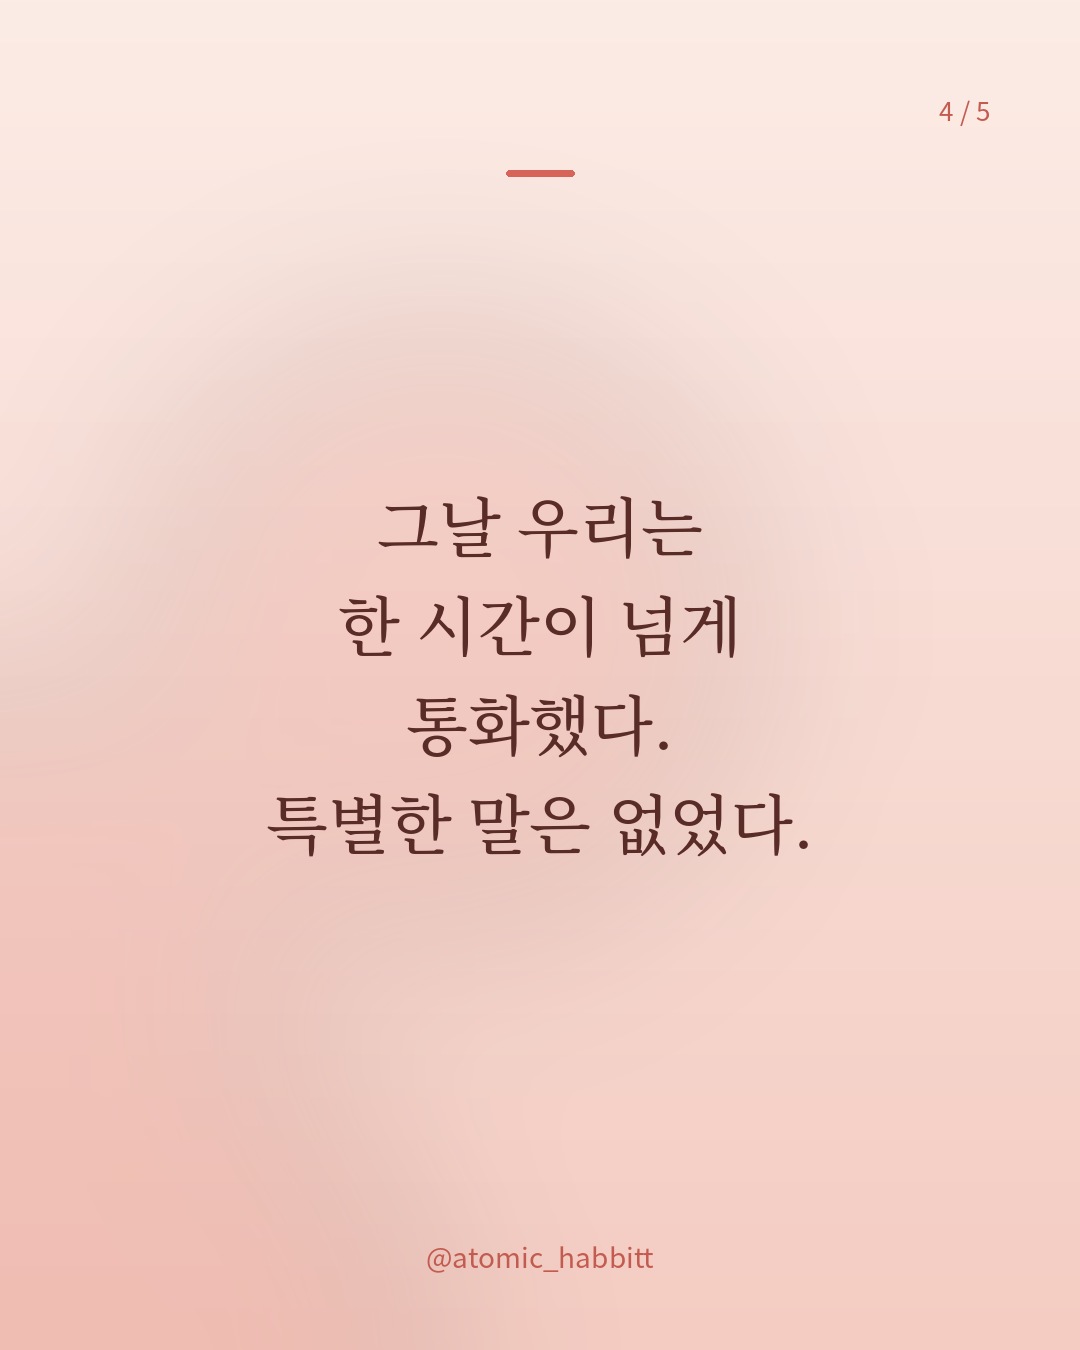 4 / 5
그날 우리는
한 시간이 넘게
통화했다.
특별한 말은 없었다.
@atomic_habbitt